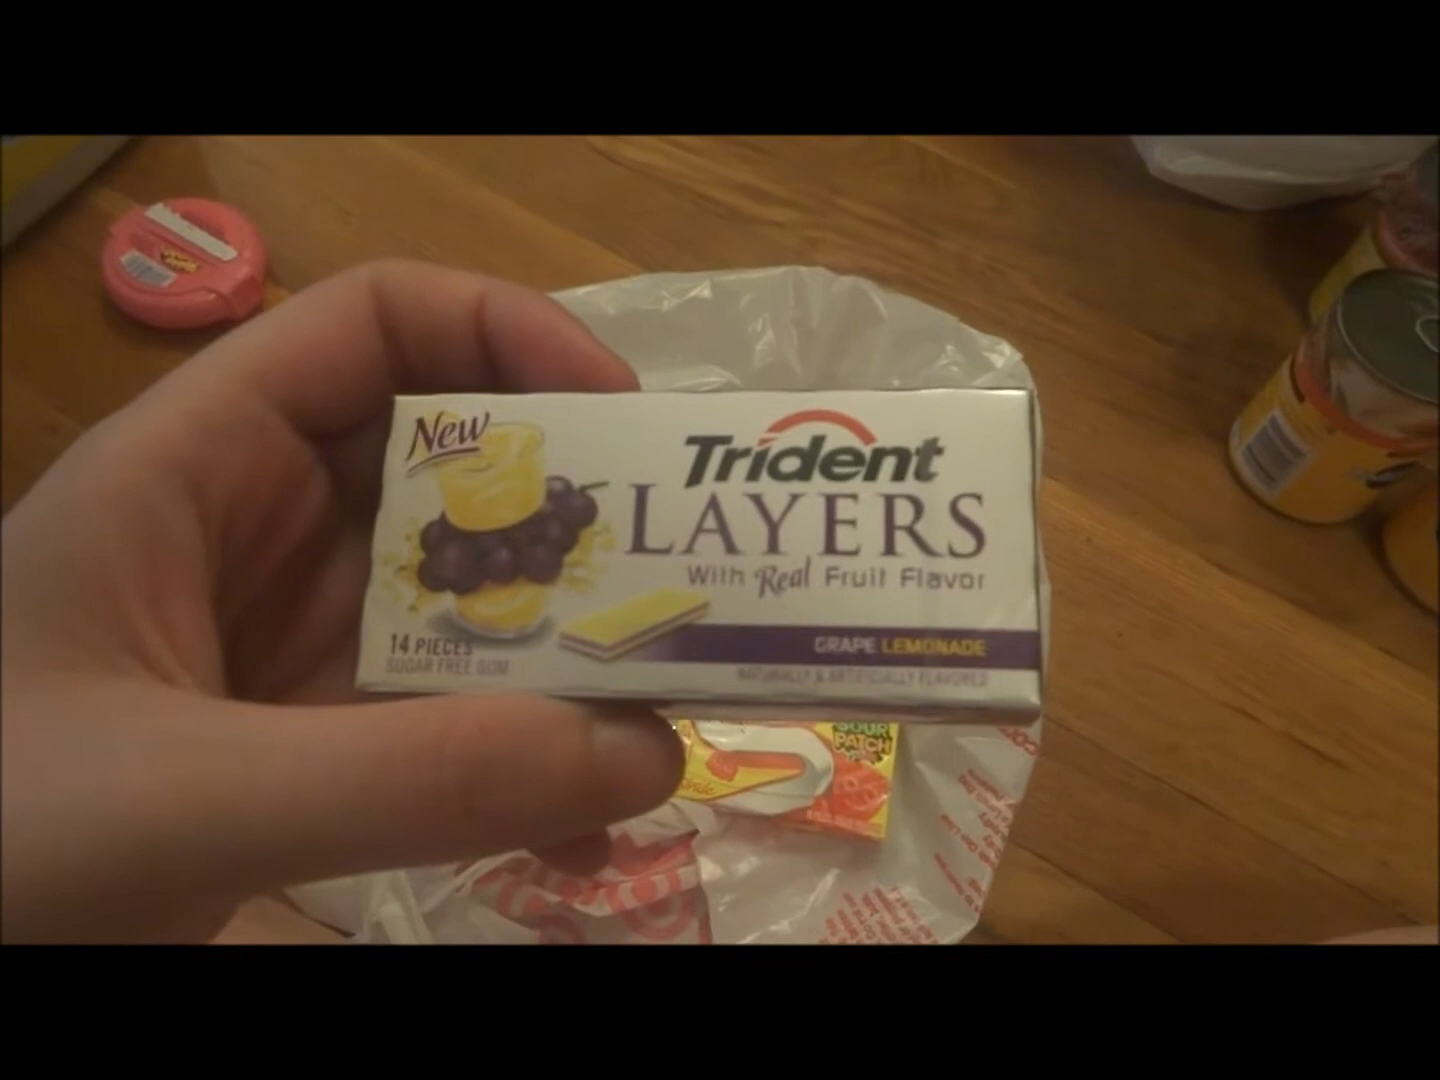 New
Trident
LAYERS
With Real Fruit Flavor
GRAPE LEMONADE
NATURALLY & ARTIFICIALLY FLAVORED
14 PIECES
SUGAR FREE GUM
SOUR
PATCH